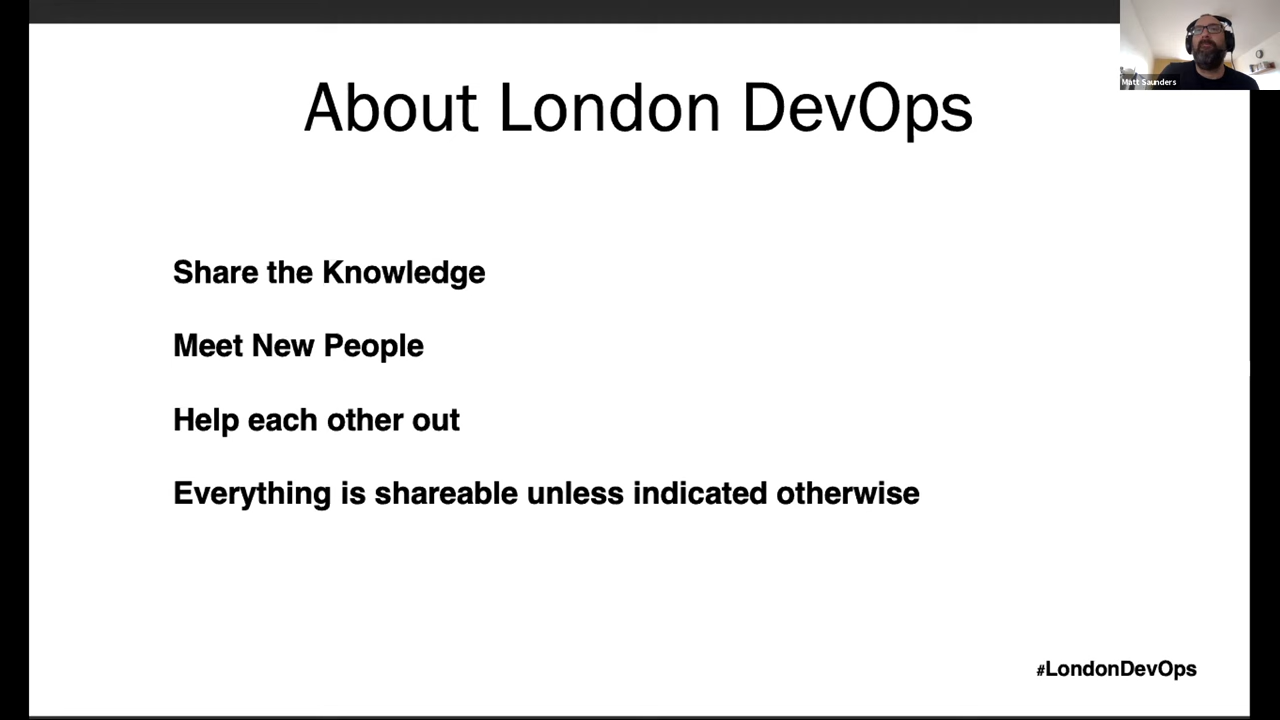 Matt Saunders
About London DevOps
Share the Knowledge
Meet New People
Help each other out
Everything is shareable unless indicated otherwise
#LondonDevOps